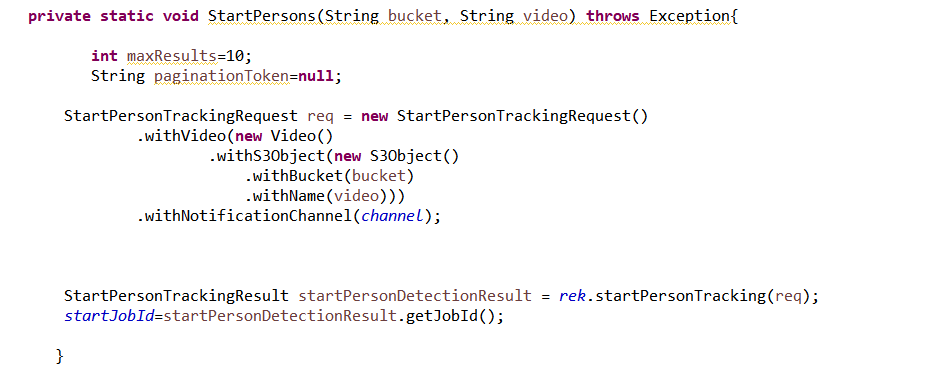 private static void StartPersons(String bucket, String video) throws Exception{
int maxResults=10;
String paginationToken=null;
StartPersonTrackingRequest req = new StartPersonTrackingRequest()
.withVideo(new Video()
.withS3Object(new S3Object()
.withBucket(bucket)
.withName(video)))
.withNotificationChannel(channel);
StartPersonTrackingResult startPersonDetectionResult = rek.startPersonTracking(req);
startJobId=startPersonDetectionResult.getJobId();
}